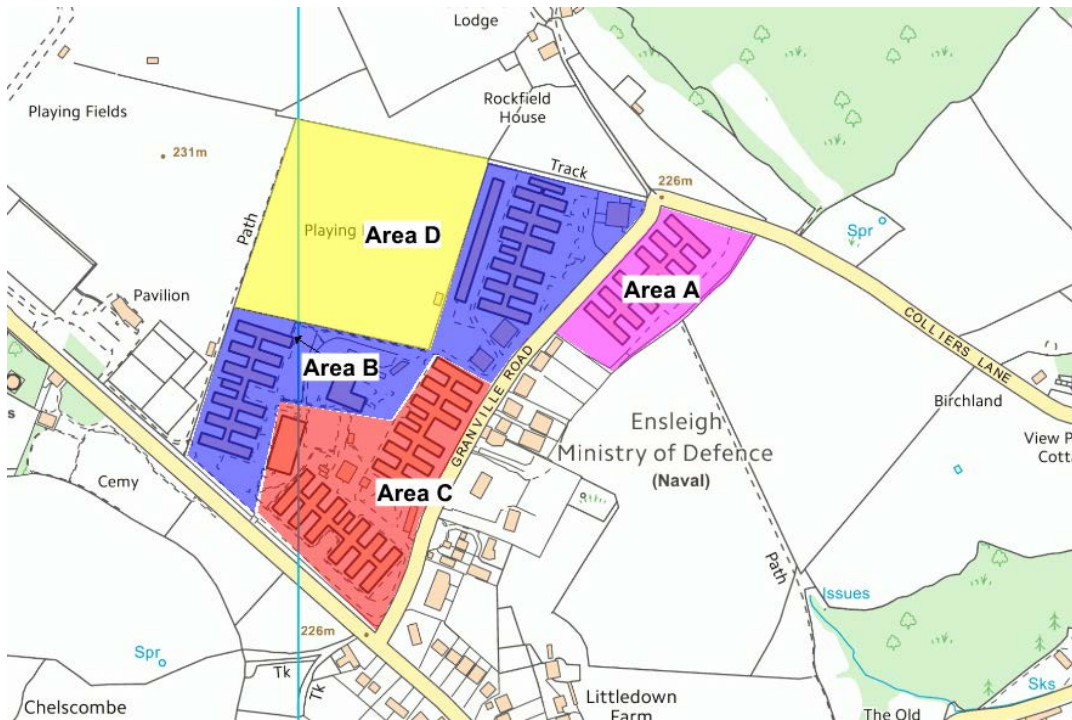 Lodge
Rockfield
House
Playing Fields
231m
Track
226m
Path
Playing
Area D
Spr
Area A
Pavilion
COLLIERS LANE
Area B
GRANVILLE ROAD
Birchland
Ensleigh
Ministry of Defence
(Naval)
View P
Cotta
s
Cemy
Area C
Path
Issues
226m
Spr
Tk
Tk
Sks
Chelscombe
Littledown
Farm
The Old